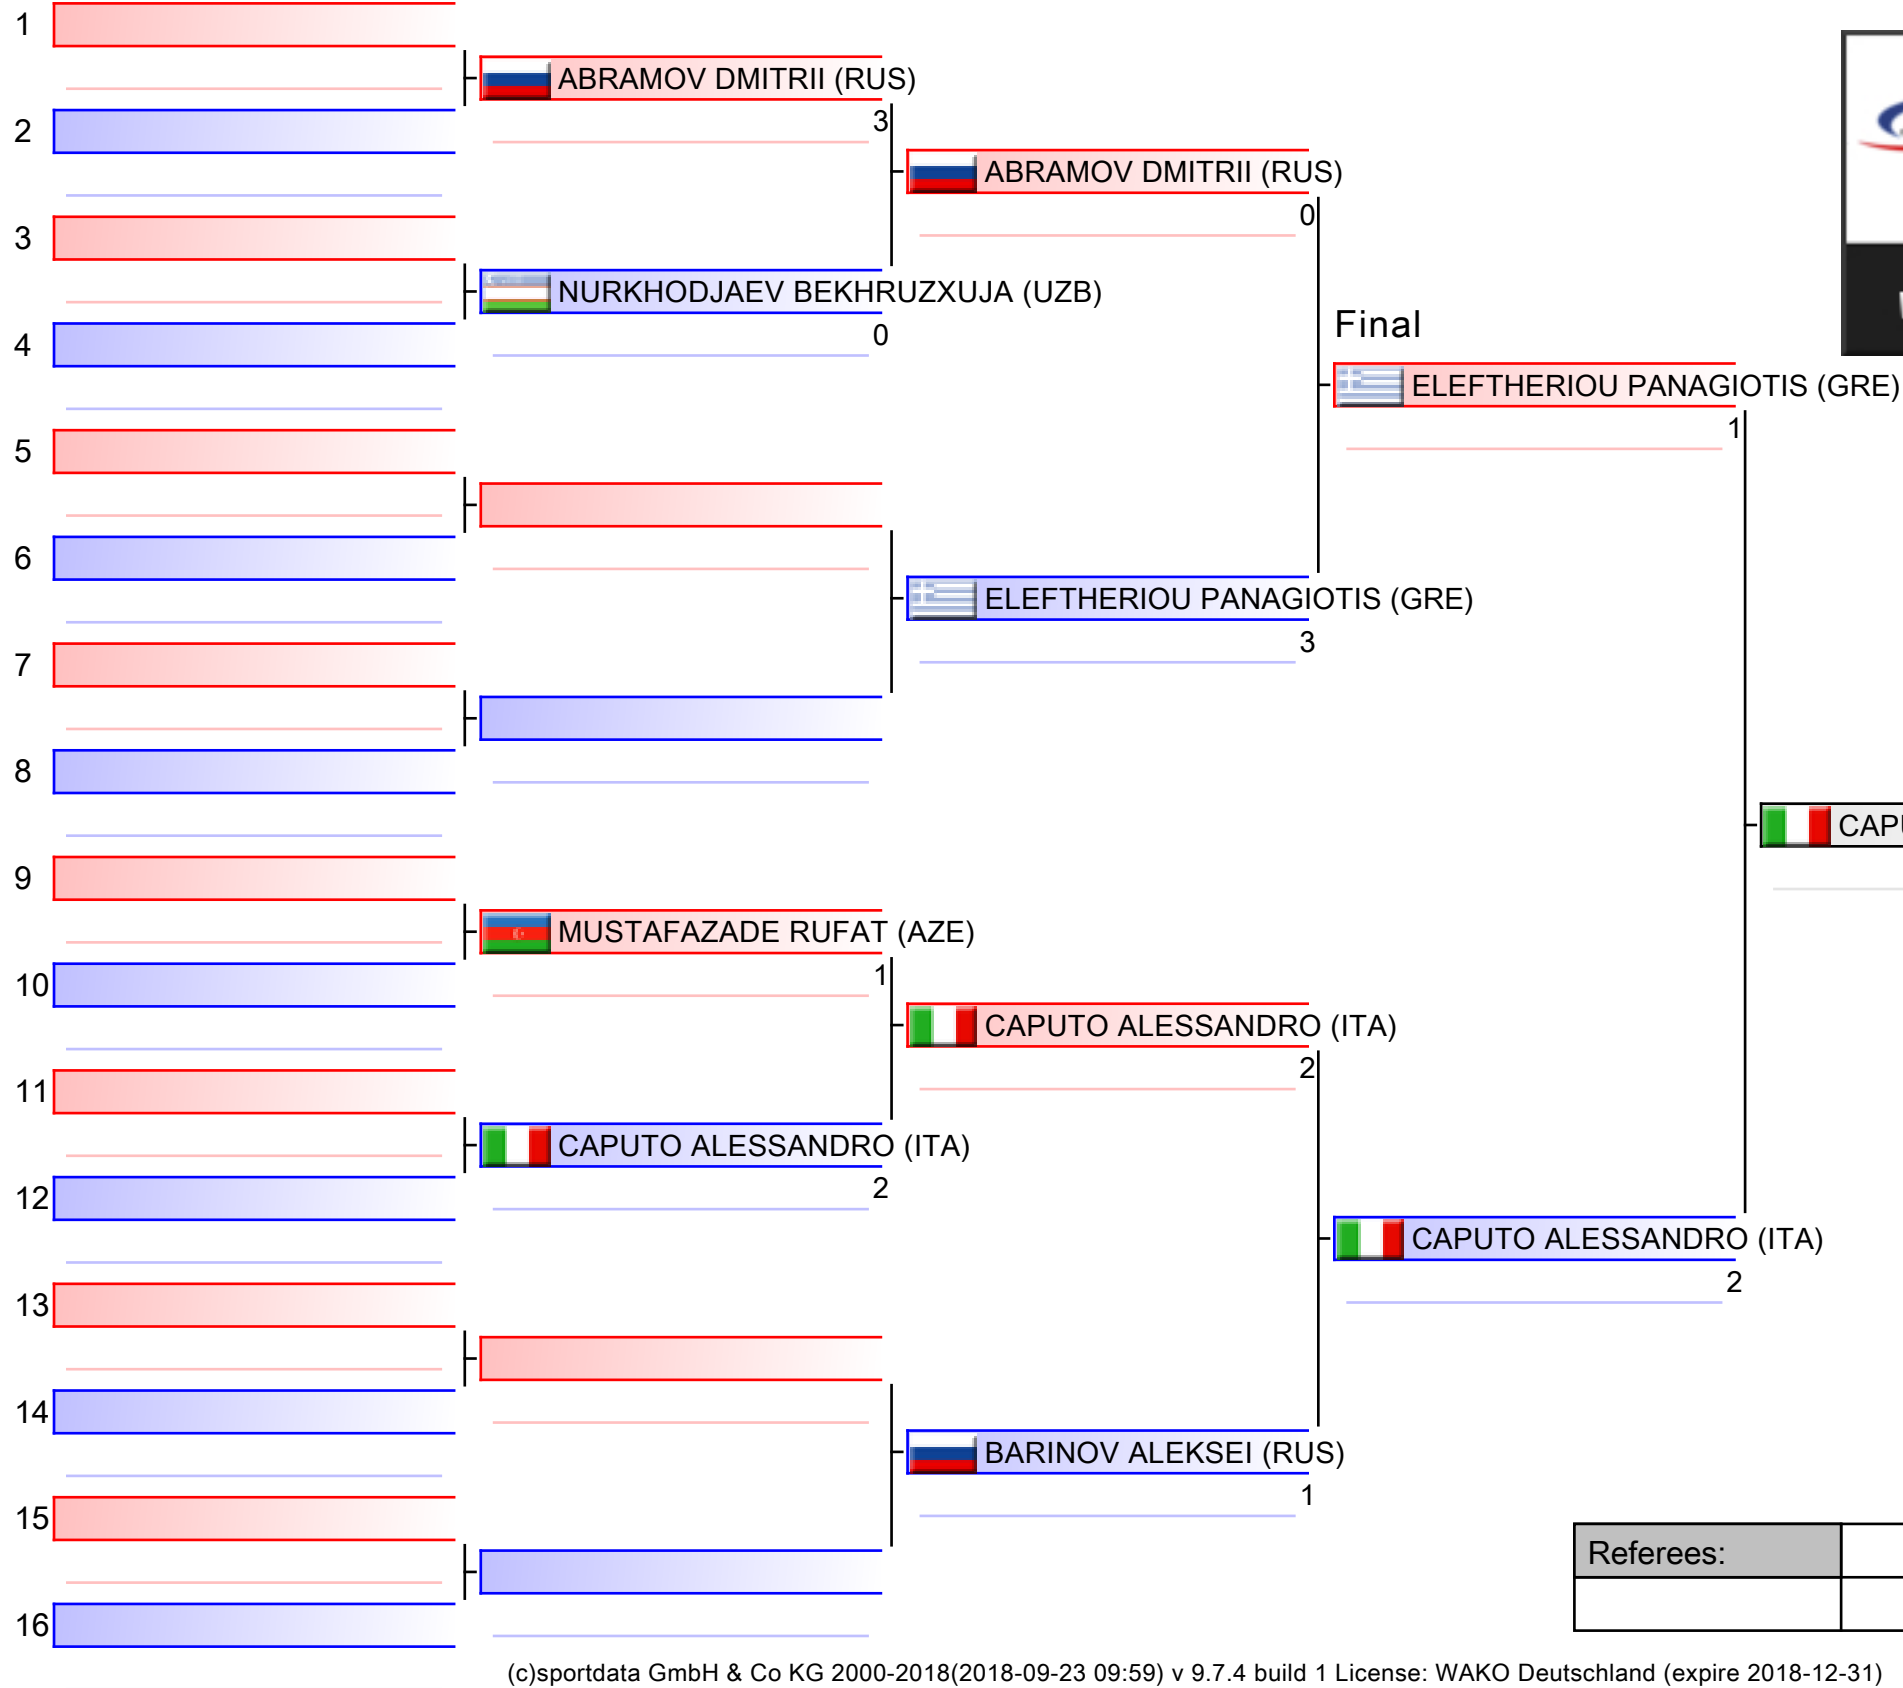 1
ABRAMOV DMITRII (RUS)
3
2
ABRAMOV DMITRII (RUS)
0
3
NURKHODJAEV BEKHRUZXUJA (UZB)
0
4
Final
ELEFTHERIOU PANAGIOTIS (GRE)
1
5
6
ELEFTHERIOU PANAGIOTIS (GRE)
3
7
8
9
MUSTAFAZADE RUFAT (AZE)
1
10
CAPUTO ALESSANDRO (ITA)
2
11
CAPUTO ALESSANDRO (ITA)
2
12
CAPUTO ALESSANDRO (ITA)
2
13
14
BARINOV ALEKSEI (RUS)
1
15
16
Referees:
(c)sportdata GmbH & Co KG 2000-2018(2018-09-23 09:59) v 9.7.4 build 1 License: WAKO Deutschland (expire 2018-12-31)